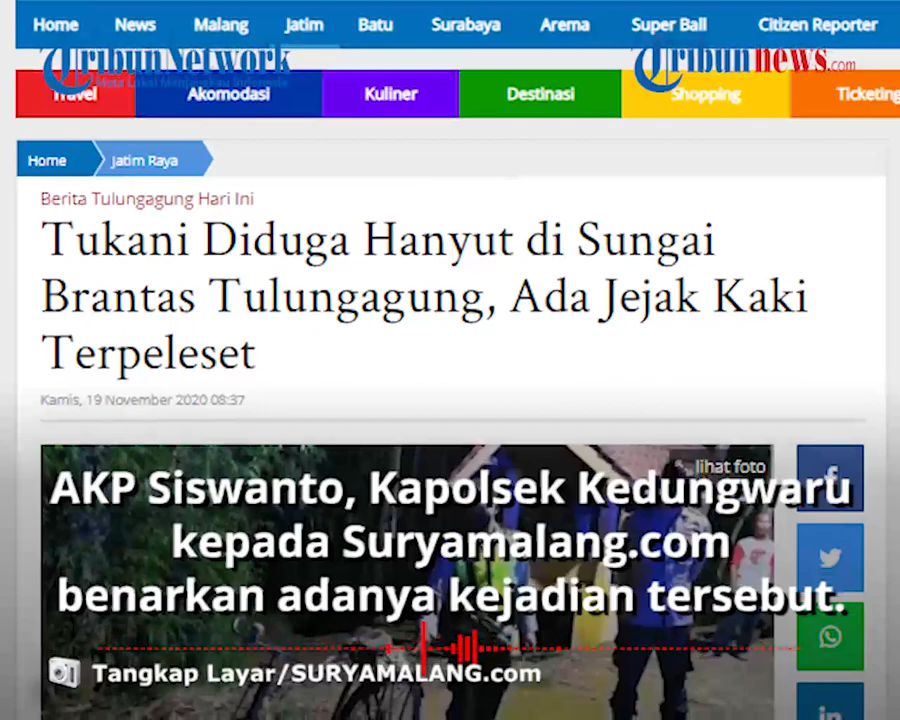 Home News Malang Jatim Batu Surabaya Arema Super Ball Citizen Reporter
TribunNetwork
Tribunnews.com
Travel Akomodasi Kuliner Destinasi Shopping Ticketing
Home Jatim Raya
Berita Tulungagung Hari Ini
Tukani Diduga Hanyut di Sungai
Brantas Tulungagung, Ada Jejak Kaki
Terpeleset
Kamis, 19 November 2020 08:37
lihat foto
AKP Siswanto, Kapolsek Kedungwaru
kepada Suryamalang.com
benarkan adanya kejadian tersebut.
Tangkap Layar/SURYAMALANG.com